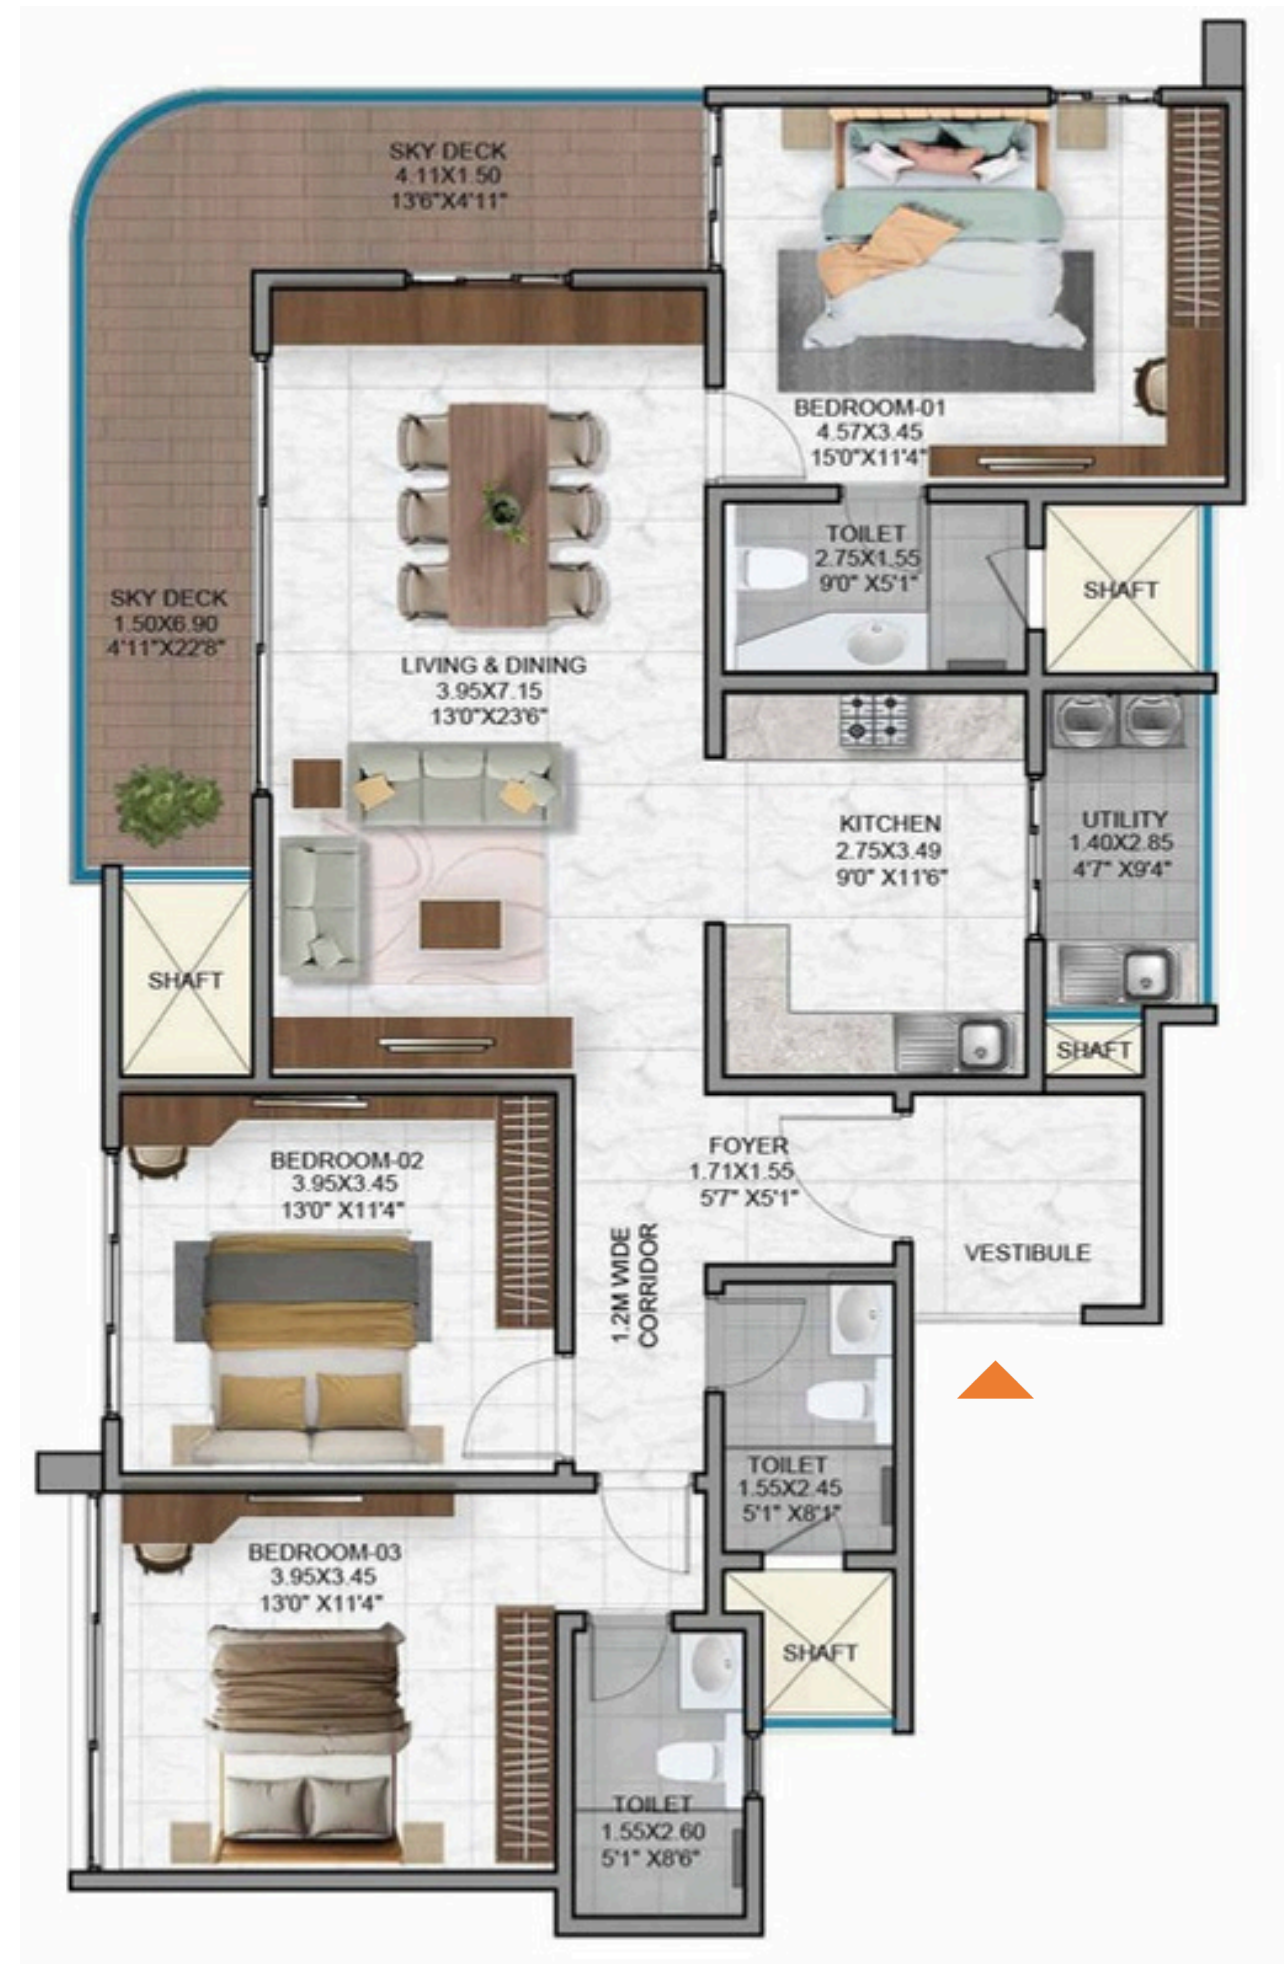 SKY DECK
4.11X1.50
13'6"X4'11"
BEDROOM-01
4.57X3.45
15'0"X11'4"
TOILET
2.75X1.55
9'0" X5'1"
SHAFT
SKY DECK
1.50X6.90
4'11"X22'8"
LIVING & DINING
3.95X7.15
13'0"X23'6"
KITCHEN
2.75X3.49
9'0" X11'6"
UTILITY
1.40X2.85
4'7" X9'4"
SHAFT
SHAFT
FOYER
1.71X1.55
5'7" X5'1"
BEDROOM-02
3.95X3.45
13'0" X11'4"
1.2M WIDE
CORRIDOR
VESTIBULE
TOILET
1.55X2.45
5'1" X8'1"
BEDROOM-03
3.95X3.45
13'0" X11'4"
SHAFT
TOILET
1.55X2.60
5'1" X8'6"